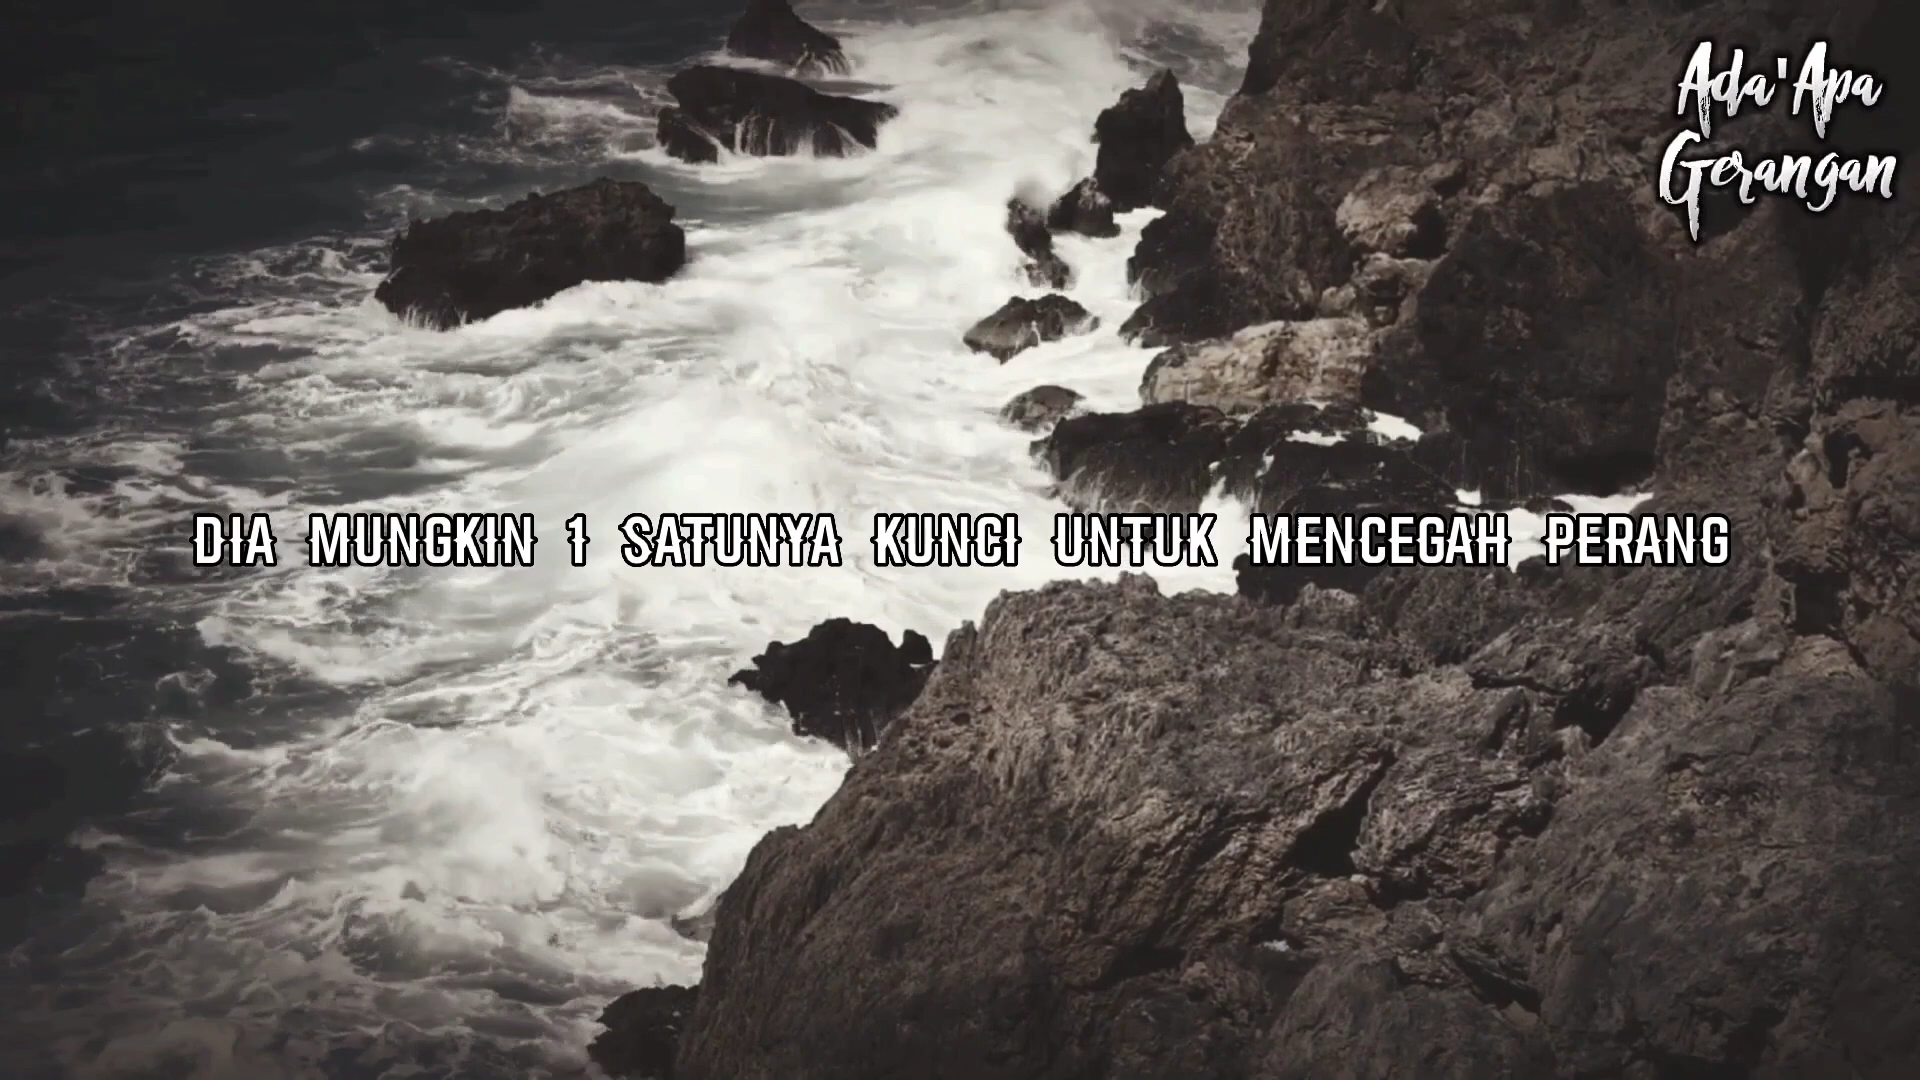 Ada'Apa
Gerangan
DIA MUNGKIN 1 SATUNYA KUNCI UNTUK MENCEGAH PERANG